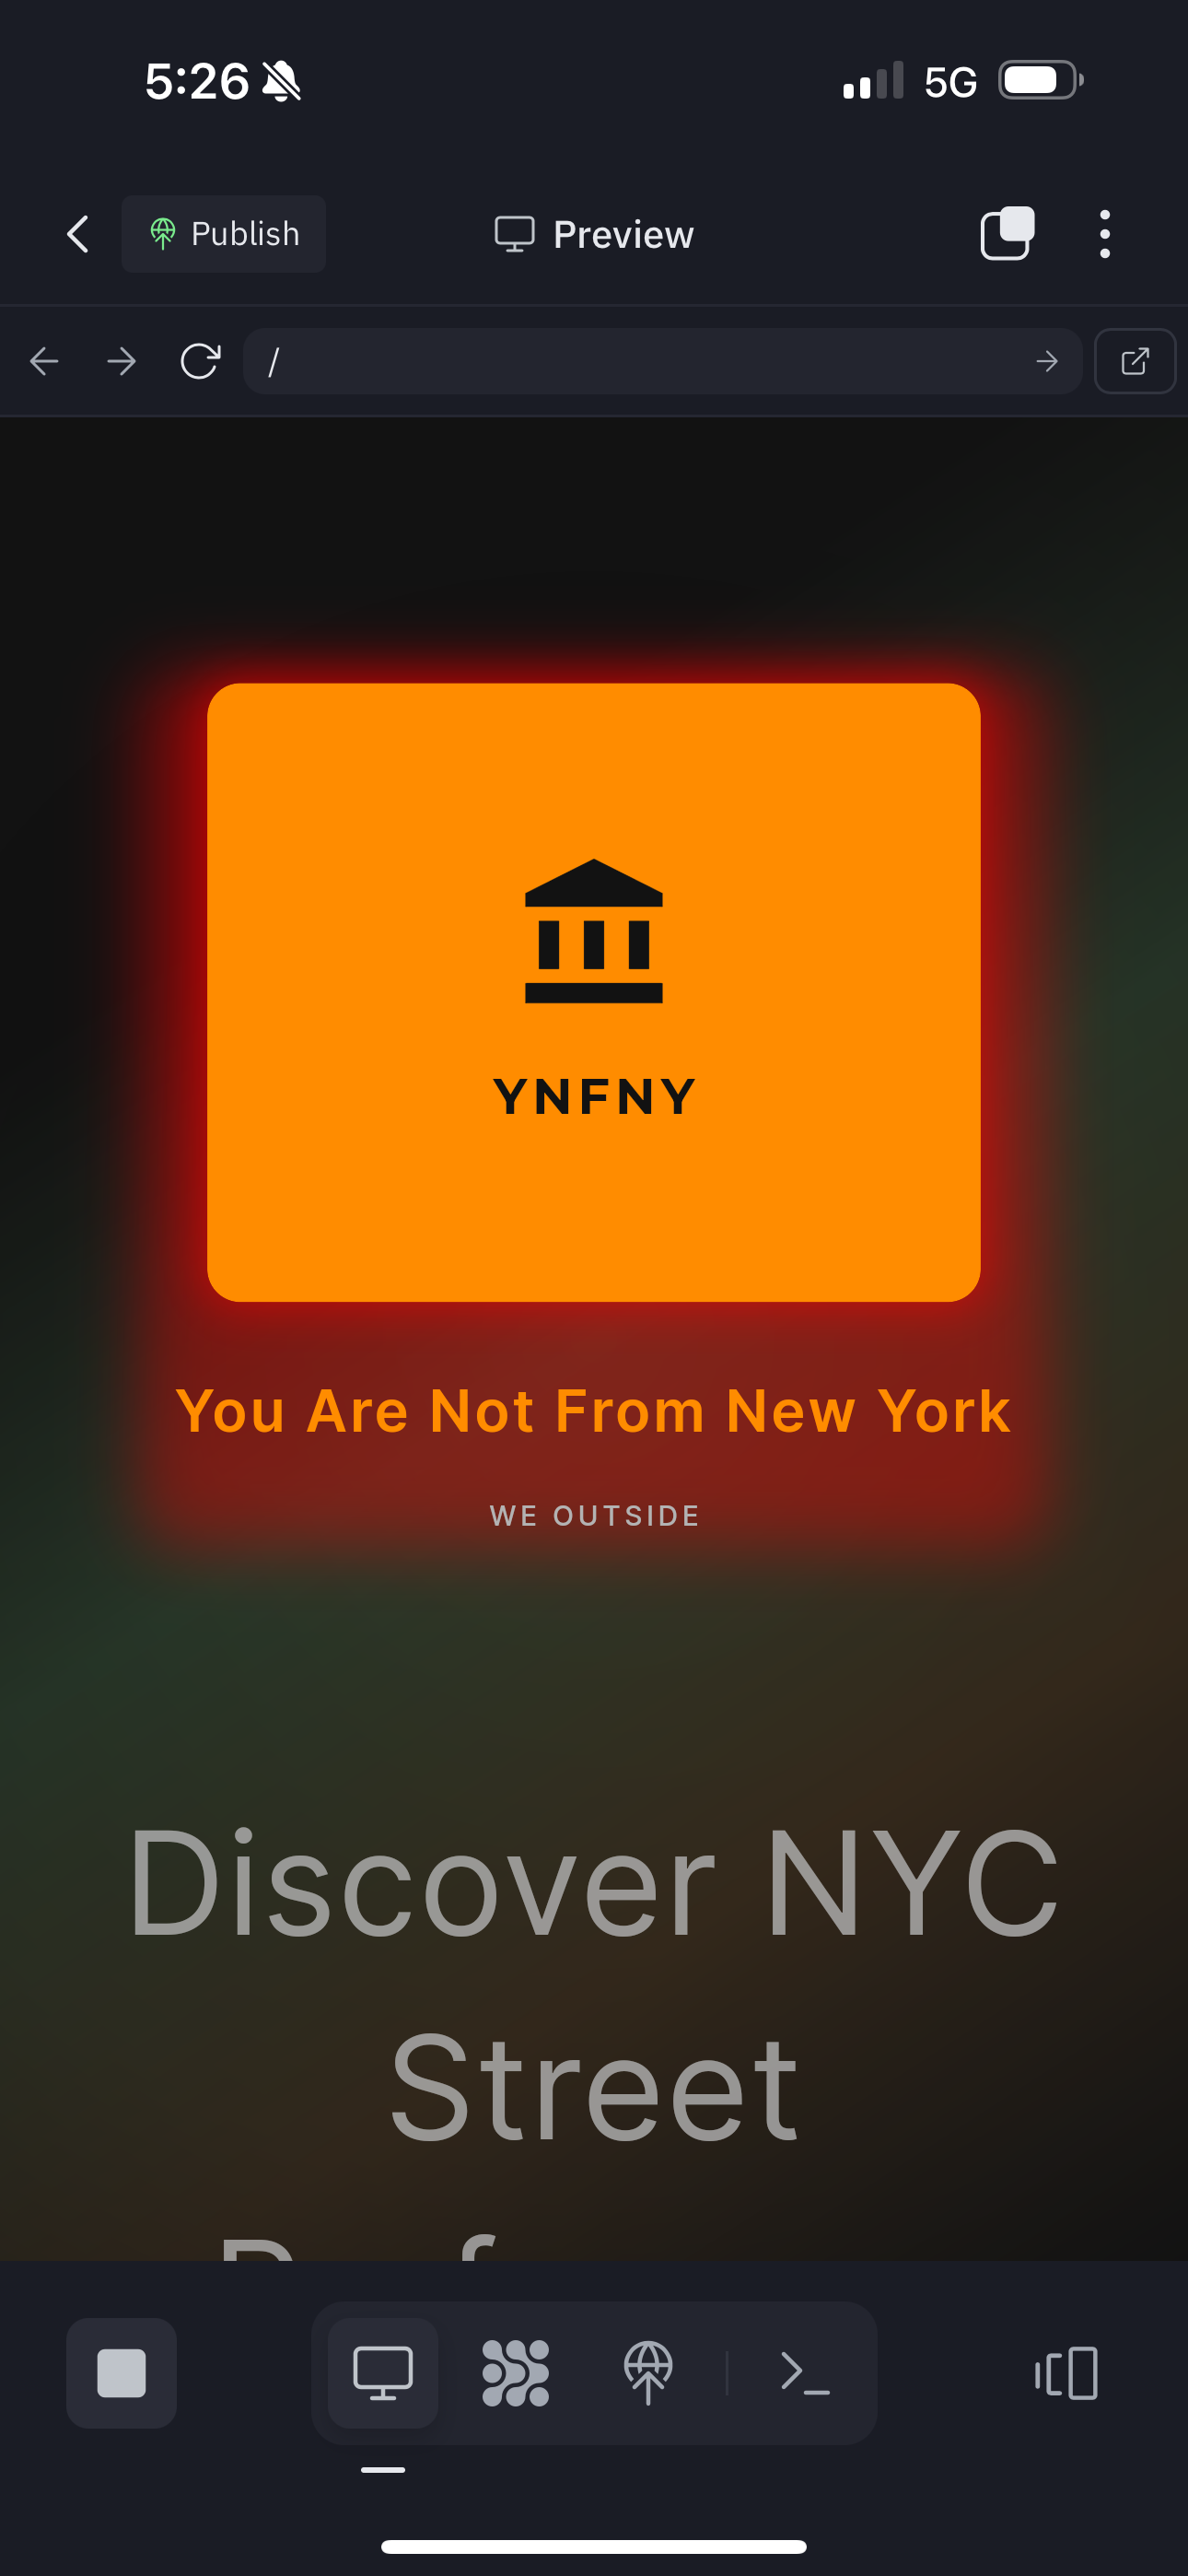 5:26 5G
Publish Preview
/
YNFNY
You Are Not From New York
WE OUTSIDE
Discover NYC
Street